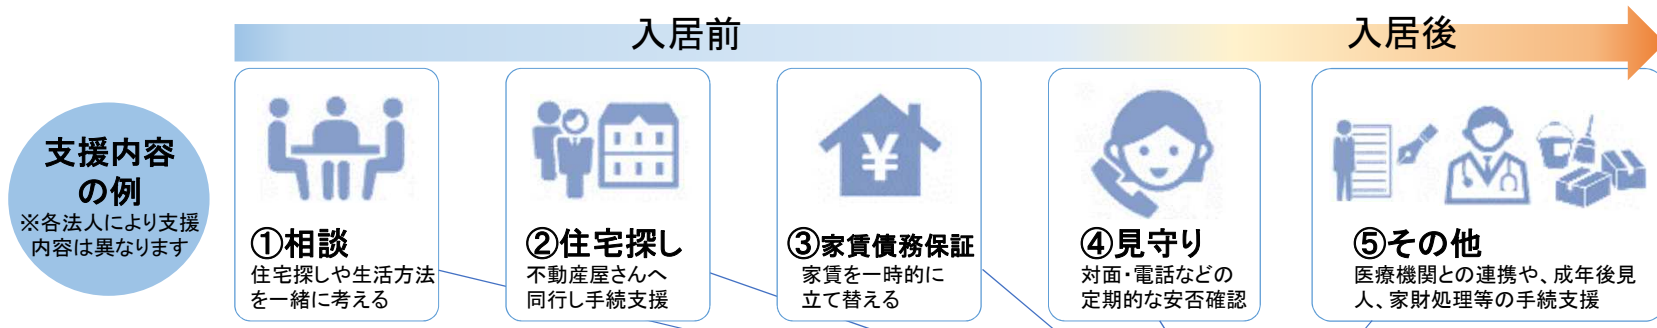 入居前
入居後
支援内容
の例
※各法人により支援
内容は異なります
①相談
住宅探しや生活方法
を一緒に考える
②住宅探し
不動産屋さんへ
同行し手続支援
¥
③家賃債務保証
家賃を一時的に
立て替える
④見守り
対面・電話などの
定期的な安否確認
⑤その他
医療機関との連携や、成年後見
人、家財処理等の手続支援